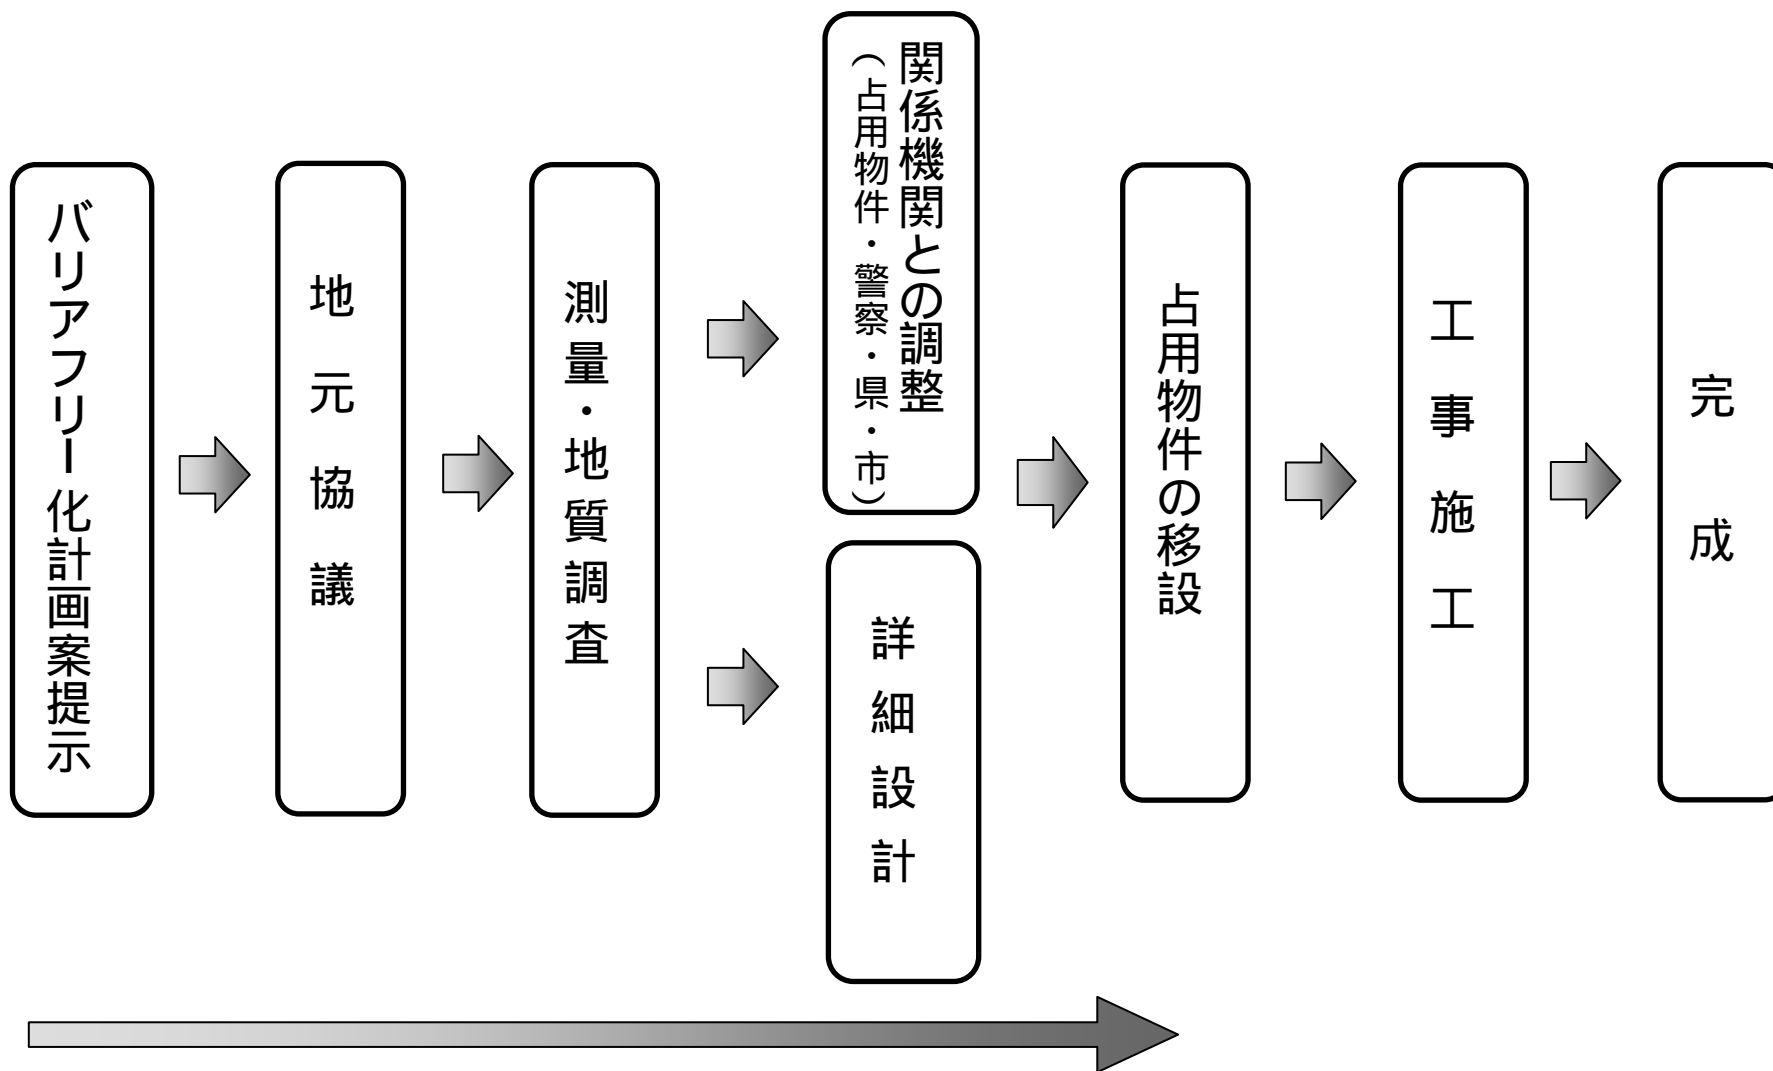 バリアフリー化計画案提示
地元協議
測量・地質調査
関係機関との調整
（占用物件・警察・県・市）
詳細設計
占用物件の移設
工事施工
完成